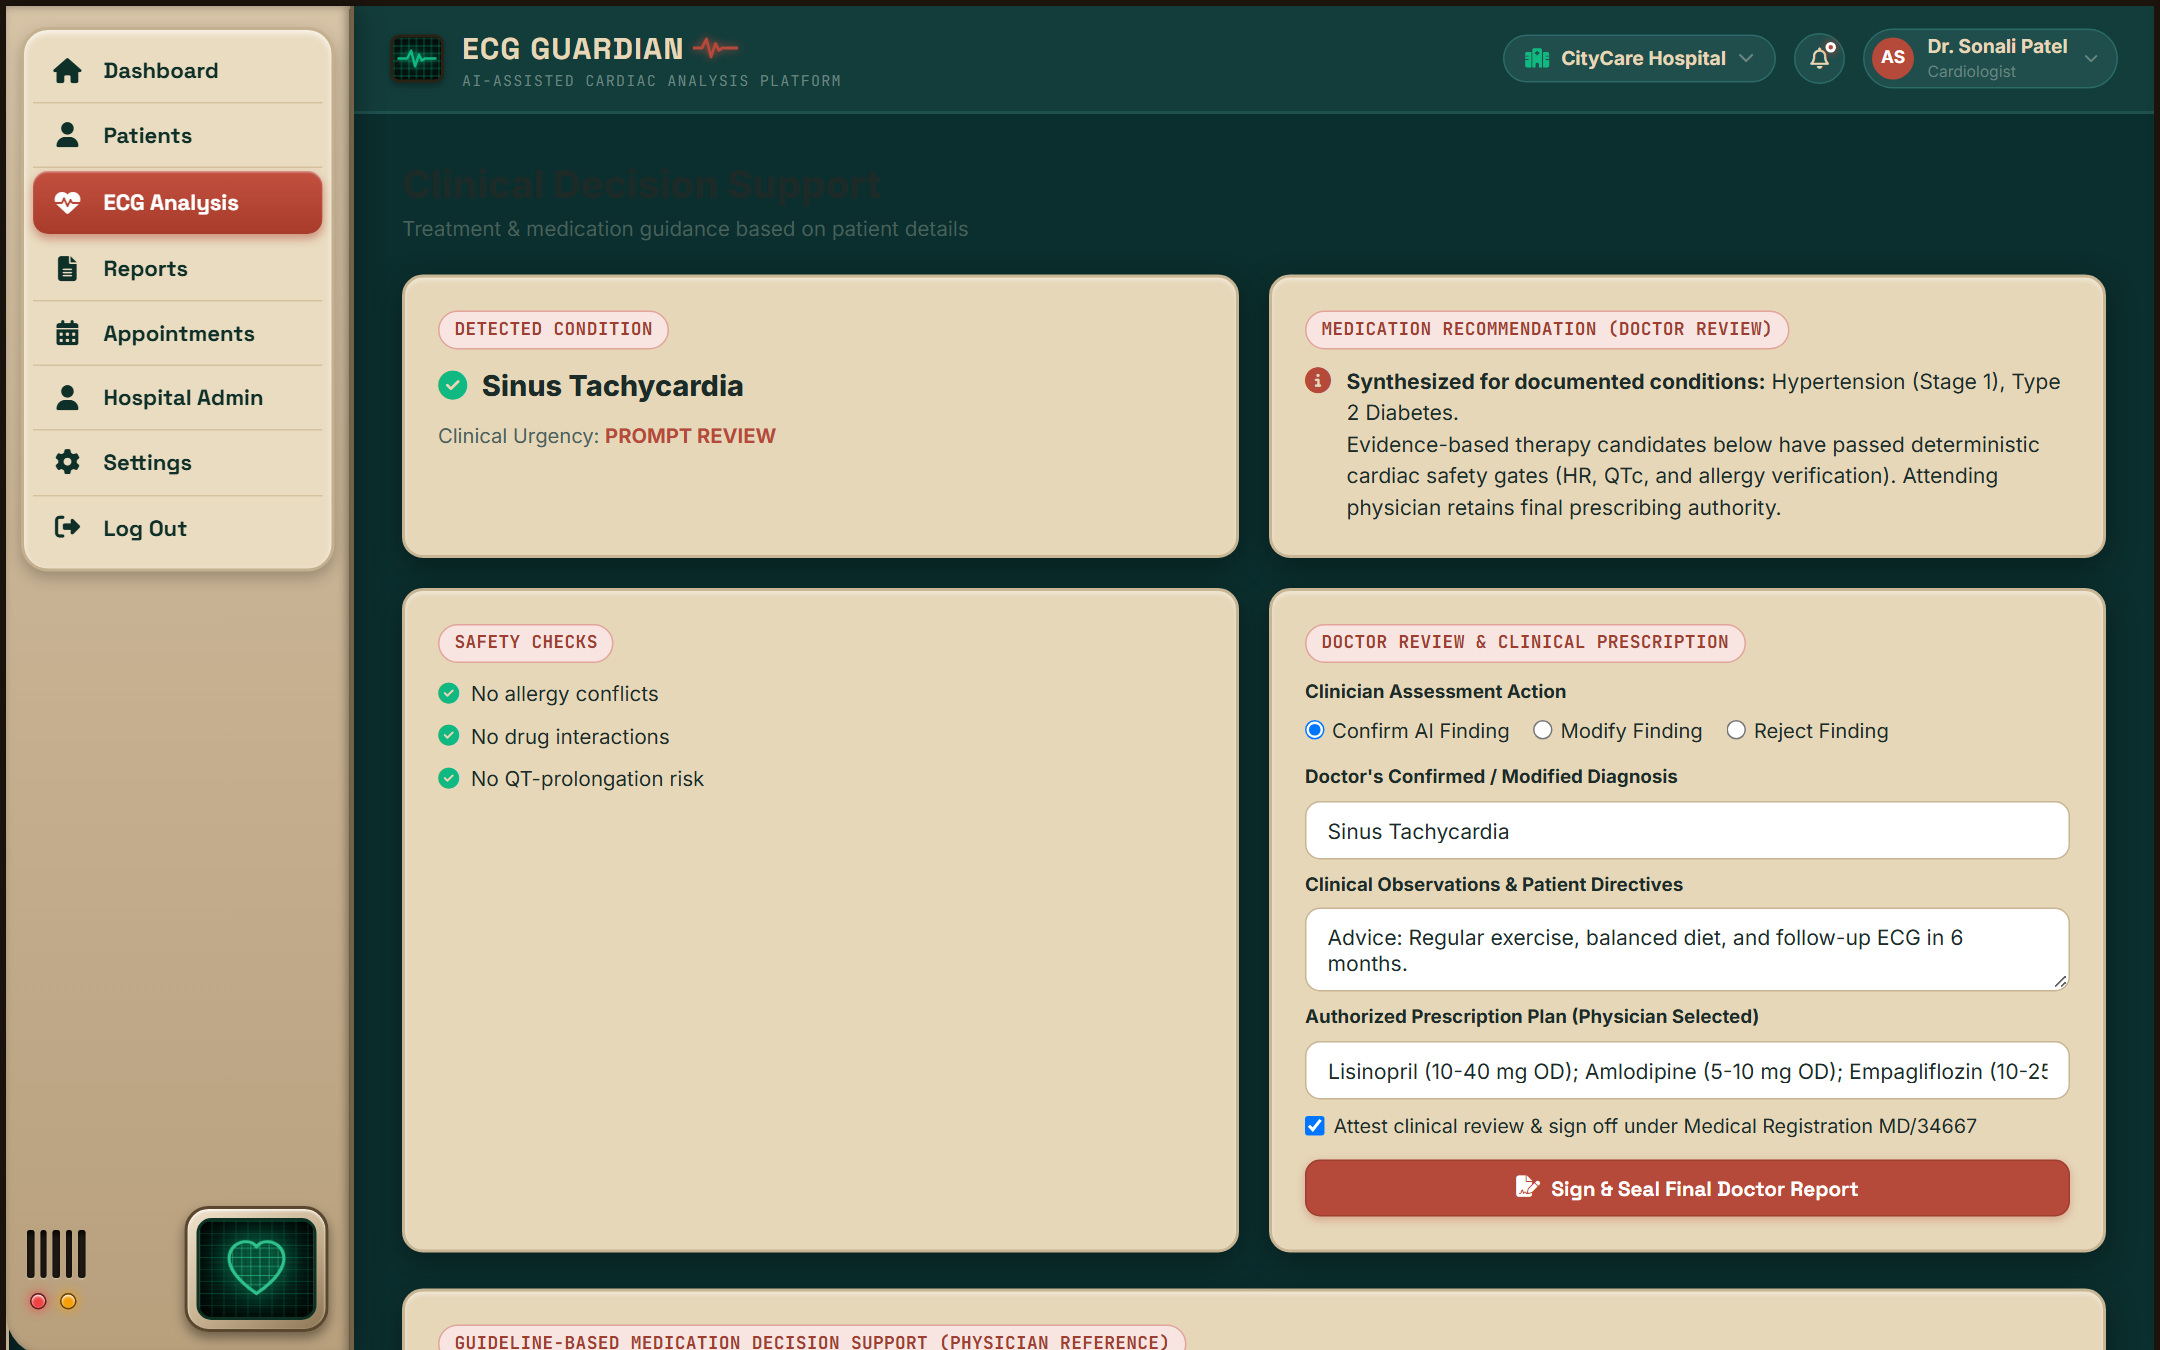 Dashboard
Patients
ECG Analysis
Reports
Appointments
Hospital Admin
Settings
Log Out
ECG GUARDIAN
AI-ASSISTED CARDIAC ANALYSIS PLATFORM
CityCare Hospital
AS
Dr. Sonali Patel
Cardiologist
Clinical Decision Support
Treatment & medication guidance based on patient details
DETECTED CONDITION
Sinus Tachycardia
Clinical Urgency: PROMPT REVIEW
MEDICATION RECOMMENDATION (DOCTOR REVIEW)
Synthesized for documented conditions: Hypertension (Stage 1), Type
2 Diabetes.
Evidence-based therapy candidates below have passed deterministic
cardiac safety gates (HR, QTc, and allergy verification). Attending
physician retains final prescribing authority.
SAFETY CHECKS
No allergy conflicts
No drug interactions
No QT-prolongation risk
DOCTOR REVIEW & CLINICAL PRESCRIPTION
Clinician Assessment Action
Confirm AI Finding Modify Finding Reject Finding
Doctor's Confirmed / Modified Diagnosis
Sinus Tachycardia
Clinical Observations & Patient Directives
Advice: Regular exercise, balanced diet, and follow-up ECG in 6
months.
Authorized Prescription Plan (Physician Selected)
Lisinopril (10-40 mg OD); Amlodipine (5-10 mg OD); Empagliflozin (10-25
Attest clinical review & sign off under Medical Registration MD/34667
Sign & Seal Final Doctor Report
GUIDELINE-BASED MEDICATION DECISION SUPPORT (PHYSICIAN REFERENCE)